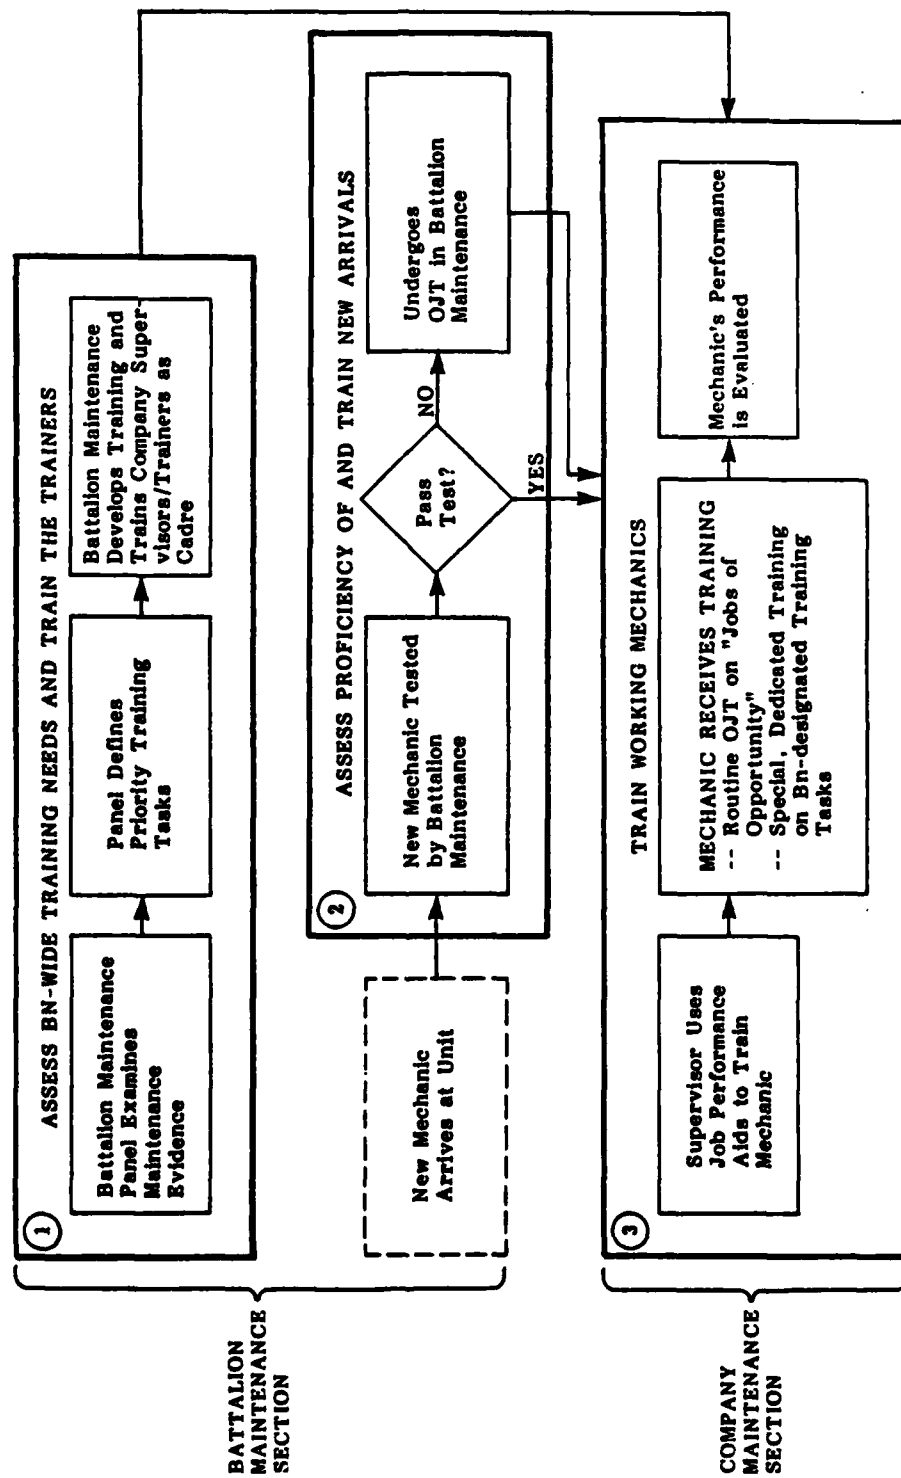 BATTALION
MAINTENANCE
SECTION
1
ASSESS BN-WIDE TRAINING NEEDS AND TRAIN THE TRAINERS
Battalion Maintenance
Panel Examines
Maintenance
Evidence
Panel Defines
Priority Training
Tasks
Battalion Maintenance
Develops Training and
Trains Company Super-
visors/Trainers as
Cadre
New Mechanic
Arrives at Unit
2
ASSESS PROFICIENCY OF AND TRAIN NEW ARRIVALS
New Mechanic Tested
by Battalion
Maintenance
Pass
Test?
NO
YES
Undergoes
OJT in Battalion
Maintenance
COMPANY
MAINTENANCE
SECTION
3
TRAIN WORKING MECHANICS
Supervisor Uses
Job Performance
Aids to Train
Mechanic
MECHANIC RECEIVES TRAINING
-- Routine OJT on "Jobs of
Opportunity"
-- Special, Dedicated Training
on Bn-designated Training
Tasks
Mechanic's Performance
is Evaluated